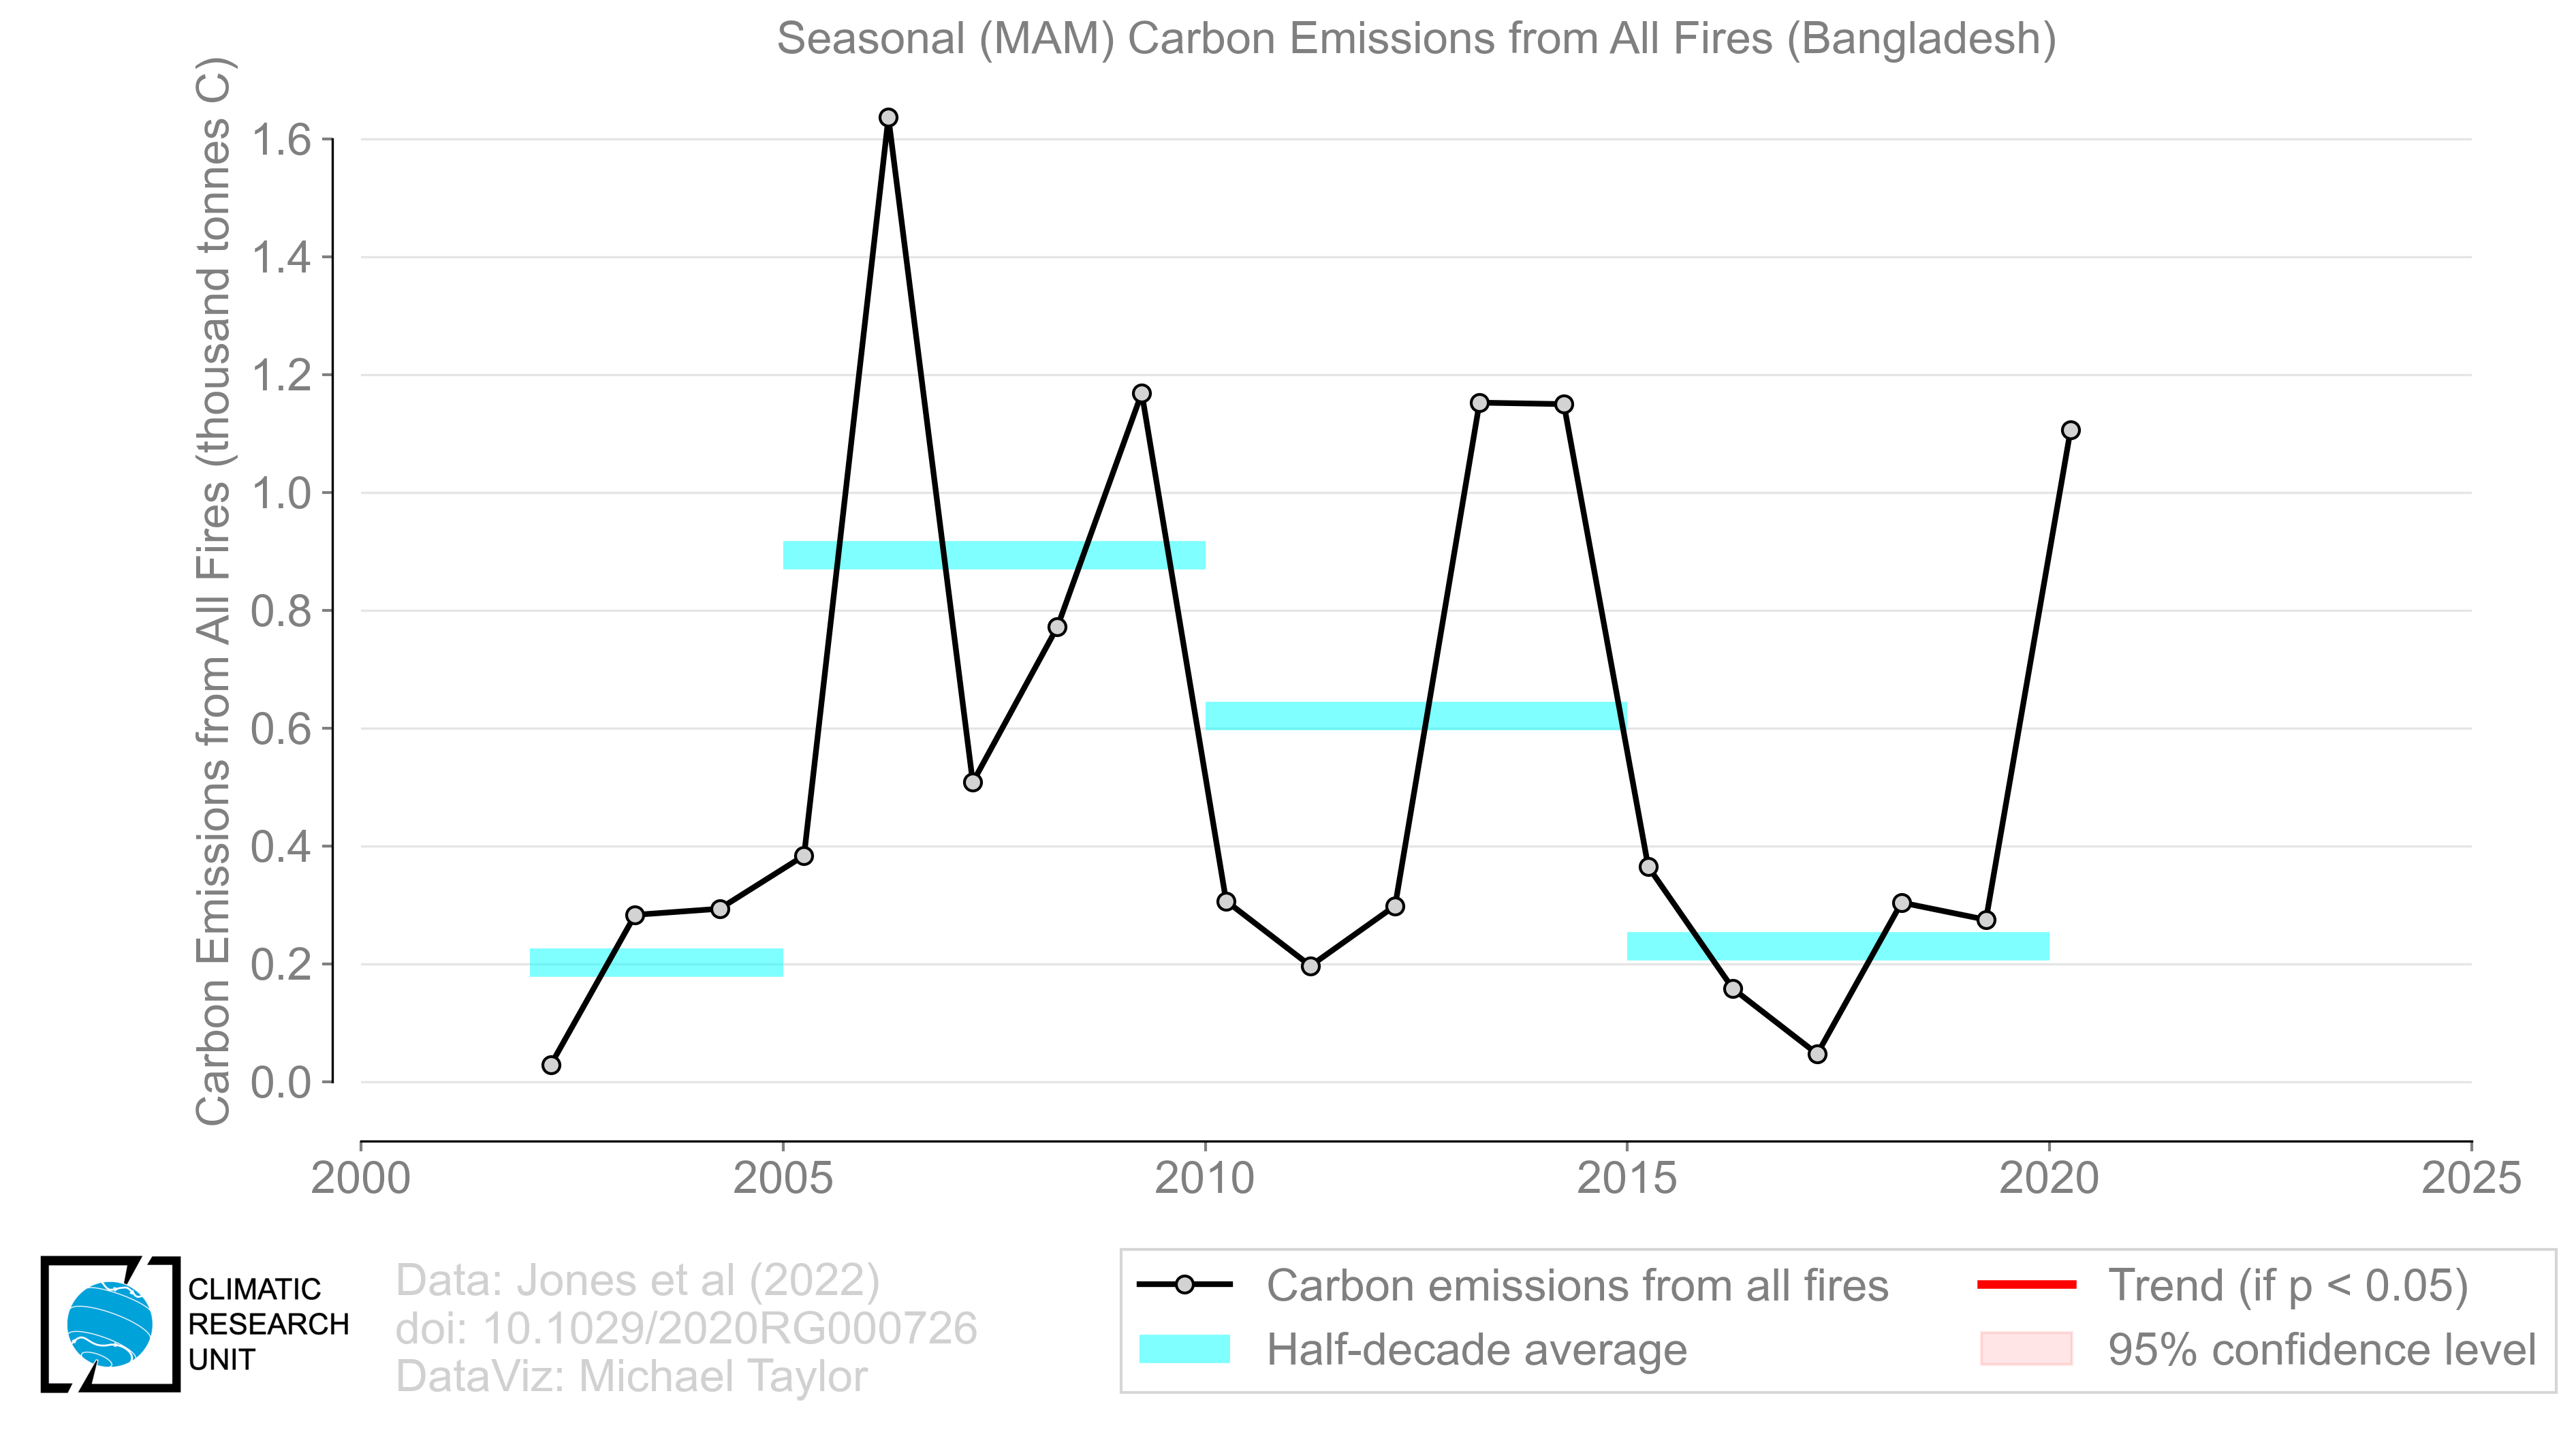 Seasonal (MAM) Carbon Emissions from All Fires (Bangladesh)
Carbon Emissions from All Fires (thousand tonnes C)
1.6
1.4
1.2
1.0
0.8
0.6
0.4
0.2
0.0
2000 2005 2010 2015 2020 2025
CLIMATIC
RESEARCH
UNIT
Data: Jones et al (2022)
doi: 10.1029/2020RG000726
DataViz: Michael Taylor
Carbon emissions from all fires
Half-decade average
Trend (if p < 0.05)
95% confidence level